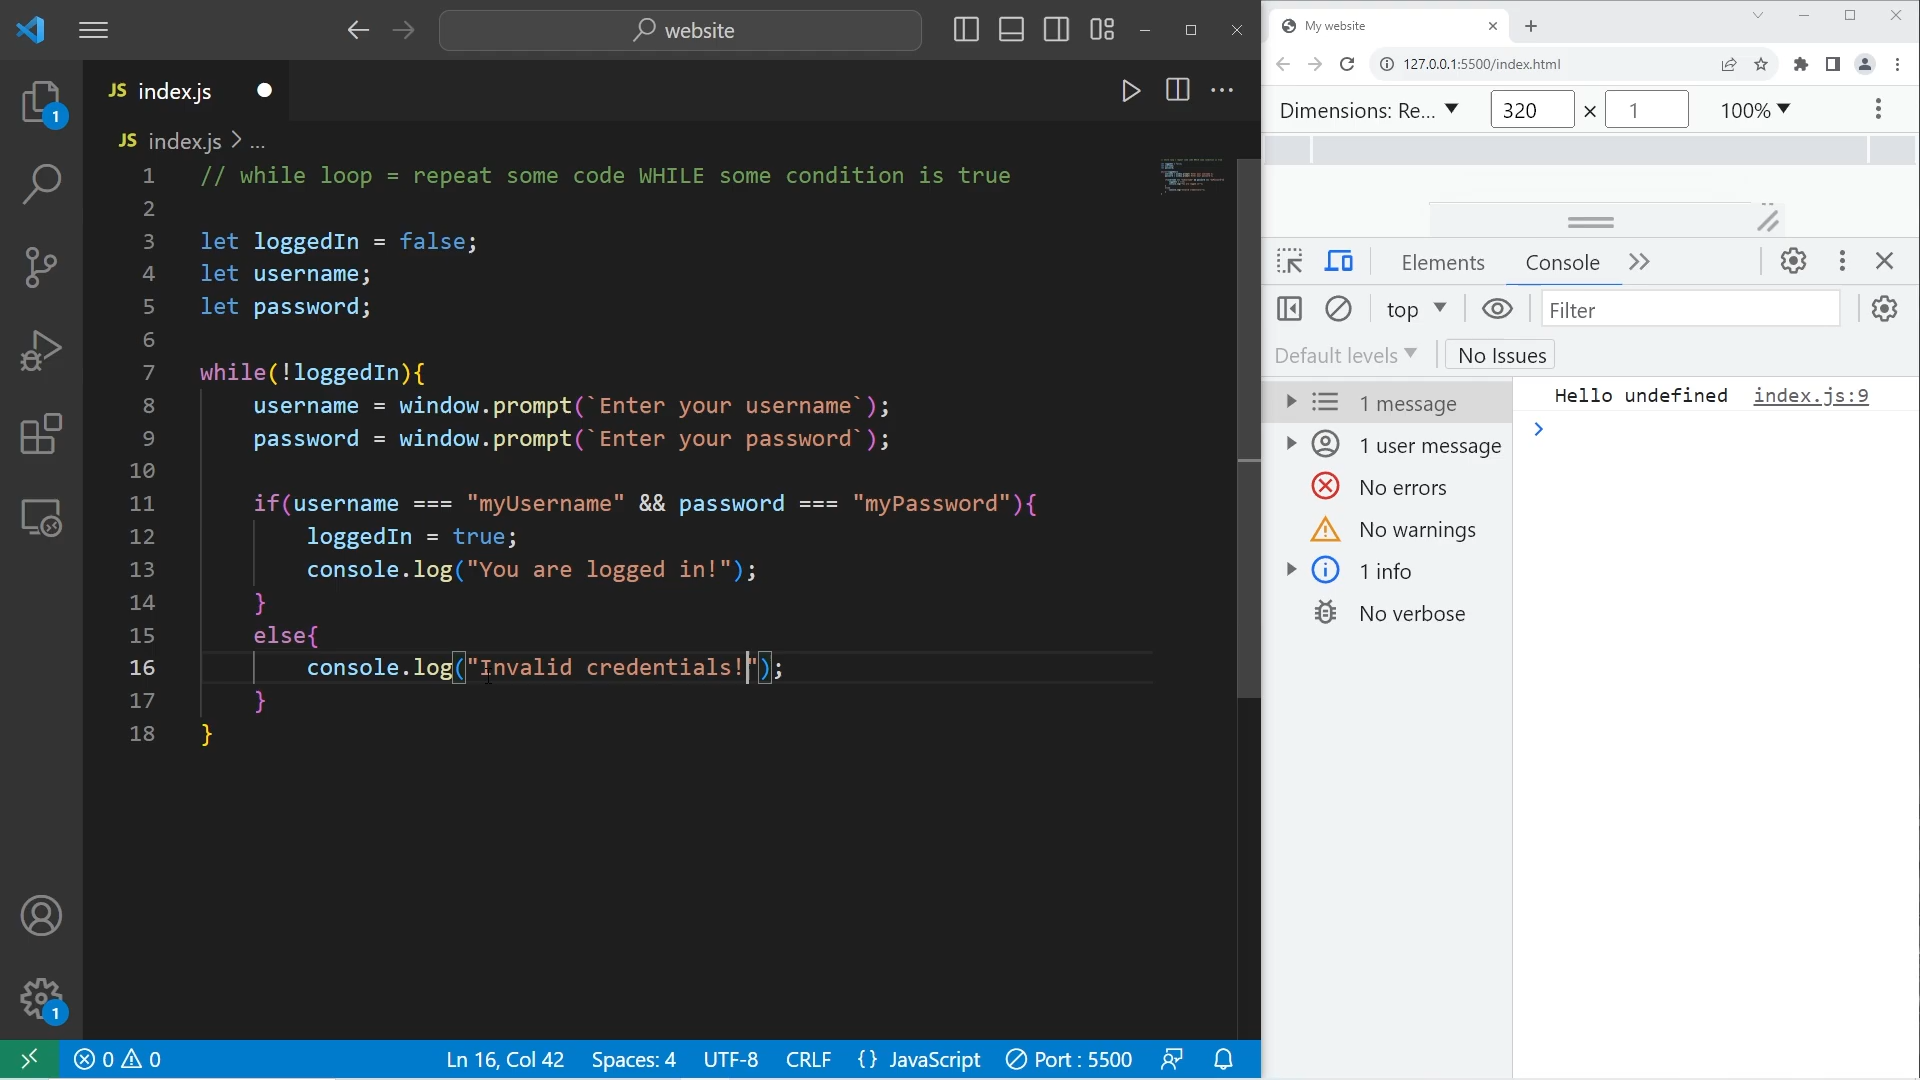 website
JS index.js
JS index.js > ...
1 // while loop = repeat some code WHILE some condition is true
2
3 let loggedIn = false;
4 let username;
5 let password;
6
7 while(!loggedIn){
8 username = window.prompt(`Enter your username`);
9 password = window.prompt(`Enter your password`);
10
11 if(username === "myUsername" && password === "myPassword"){
12 loggedIn = true;
13 console.log("You are logged in!");
14 }
15 else{
16 console.log("Invalid credentials!");
17 }
18 }
1
1
0 0
Ln 16, Col 42
Spaces: 4
UTF-8
CRLF
{} JavaScript
Port : 5500
My website
127.0.0.1:5500/index.html
Dimensions: Re... 320 × 1 100%
Elements Console
top Filter
Default levels No Issues
1 message
1 user message
No errors
No warnings
1 info
No verbose
Hello undefined index.js:9